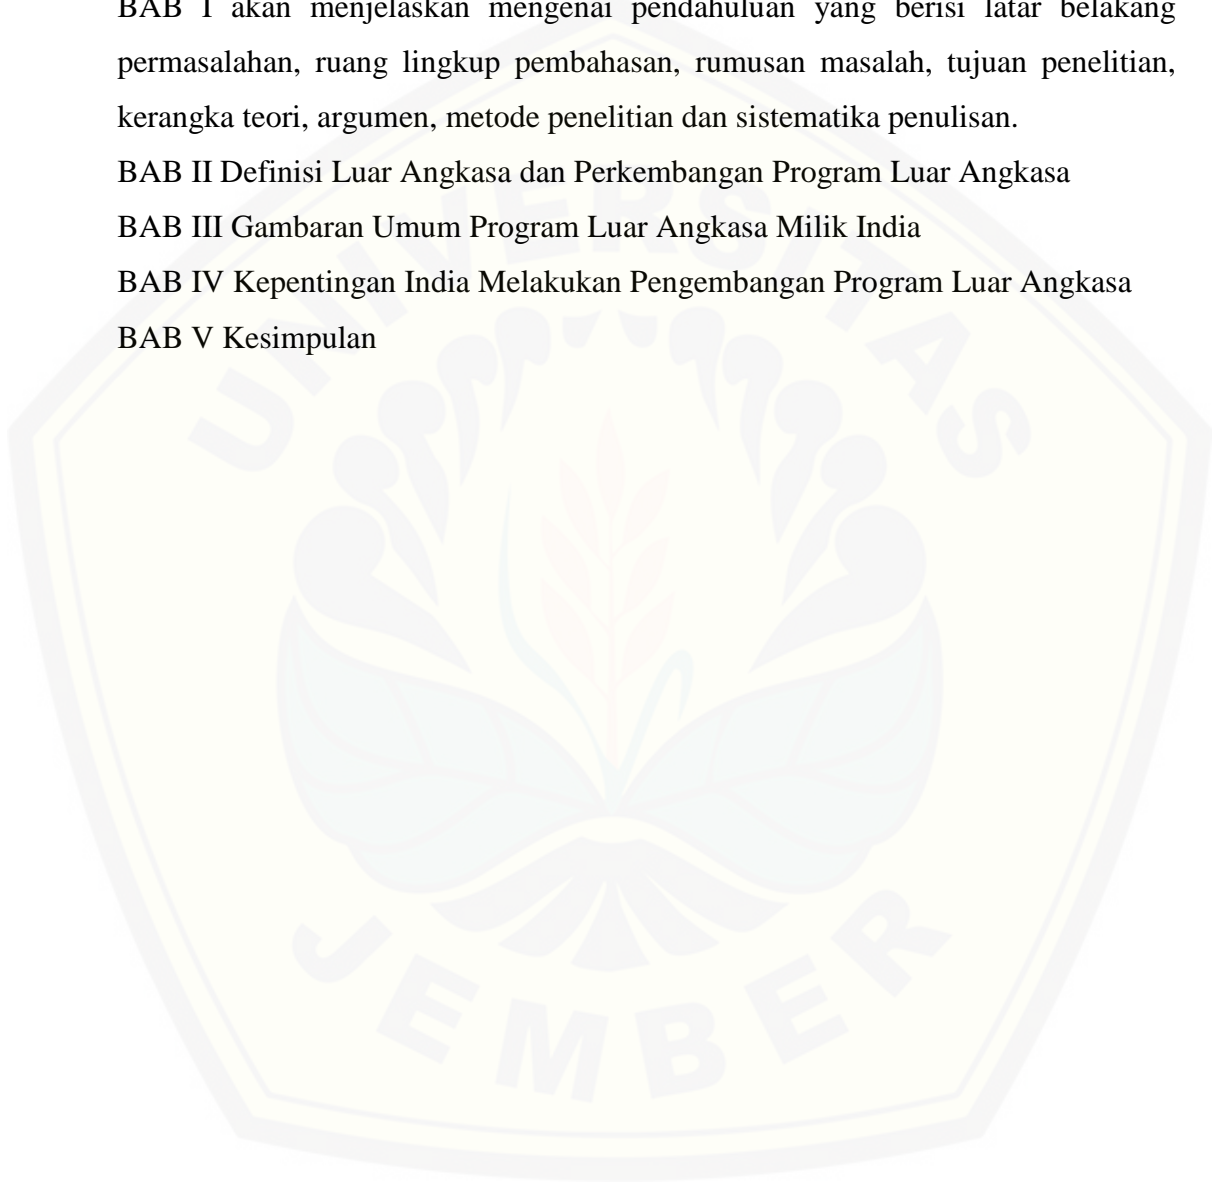 BAB I akan menjelaskan mengenai pendahuluan yang berisi latar belakang
permasalahan, ruang lingkup pembahasan, rumusan masalah, tujuan penelitian,
kerangka teori, argumen, metode penelitian dan sistematika penulisan.
BAB II Definisi Luar Angkasa dan Perkembangan Program Luar Angkasa
BAB III Gambaran Umum Program Luar Angkasa Milik India
BAB IV Kepentingan India Melakukan Pengembangan Program Luar Angkasa
BAB V Kesimpulan
UNIVERSITAS
JEMBER